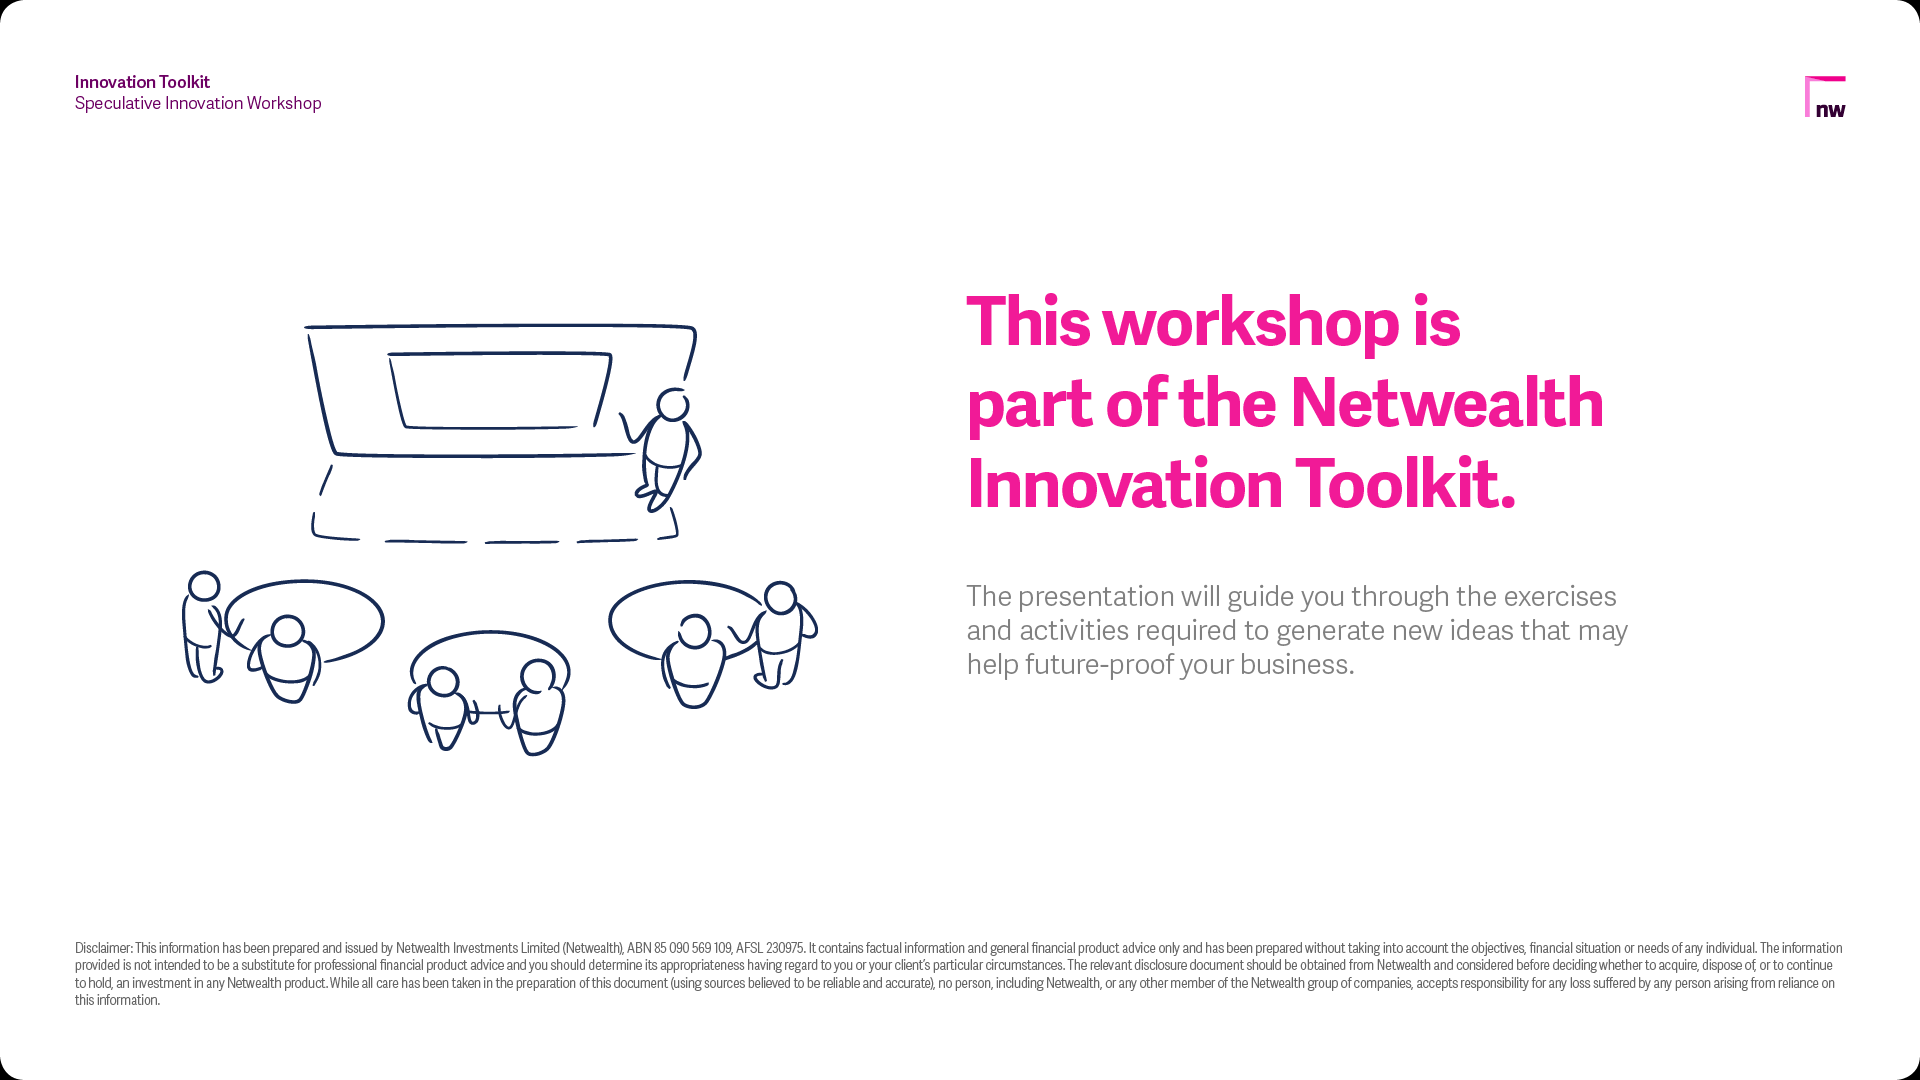 Innovation Toolkit
Speculative Innovation Workshop
nw
This workshop is
part of the Netwealth
Innovation Toolkit.
The presentation will guide you through the exercises
and activities required to generate new ideas that may
help future-proof your business.
Disclaimer: This information has been prepared and issued by Netwealth Investments Limited (Netwealth), ABN 85 090 569 109, AFSL 230975. It contains factual information and general financial product advice only and has been prepared without taking into account the objectives, financial situation or needs of any individual. The information
provided is not intended to be a substitute for professional financial product advice and you should determine its appropriateness having regard to you or your client's particular circumstances. The relevant disclosure document should be obtained from Netwealth and considered before deciding whether to acquire, dispose of, or to continue
to hold, an investment in any Netwealth product. While all care has been taken in the preparation of this document (using sources believed to be reliable and accurate), no person, including Netwealth, or any other member of the Netwealth group of companies, accepts responsibility for any loss suffered by any person arising from reliance on
this information.